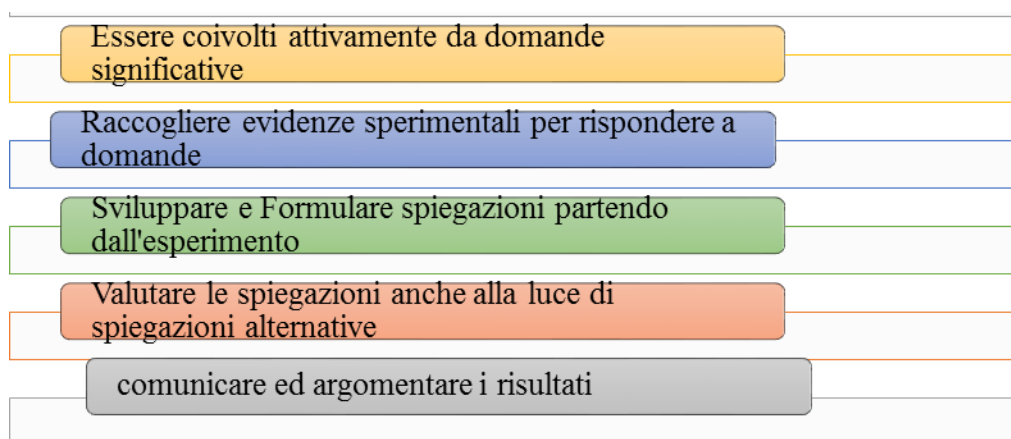 Essere coivolti attivamente da domande
significative
Raccogliere evidenze sperimentali per rispondere a
domande
Sviluppare e Formulare spiegazioni partendo
dall'esperimento
Valutare le spiegazioni anche alla luce di
spiegazioni alternative
comunicare ed argomentare i risultati